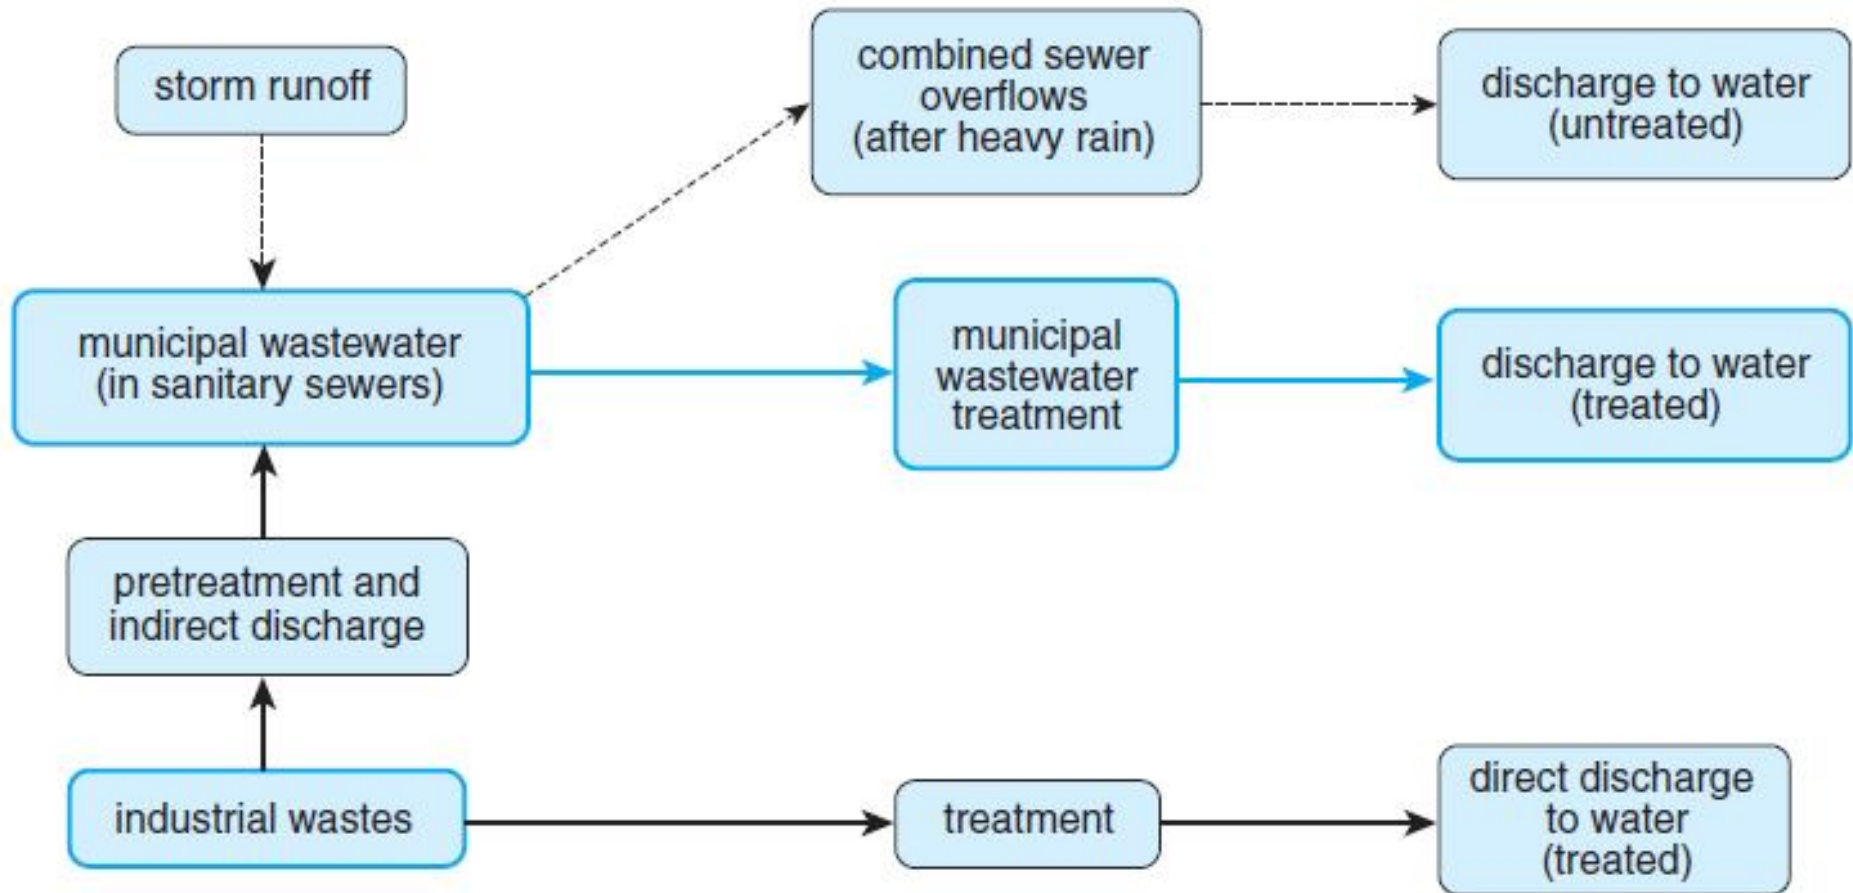 storm runoff
combined sewer
overflows
(after heavy rain)
discharge to water
(untreated)
municipal wastewater
(in sanitary sewers)
municipal
wastewater
treatment
discharge to water
(treated)
pretreatment and
indirect discharge
industrial wastes
treatment
direct discharge
to water
(treated)